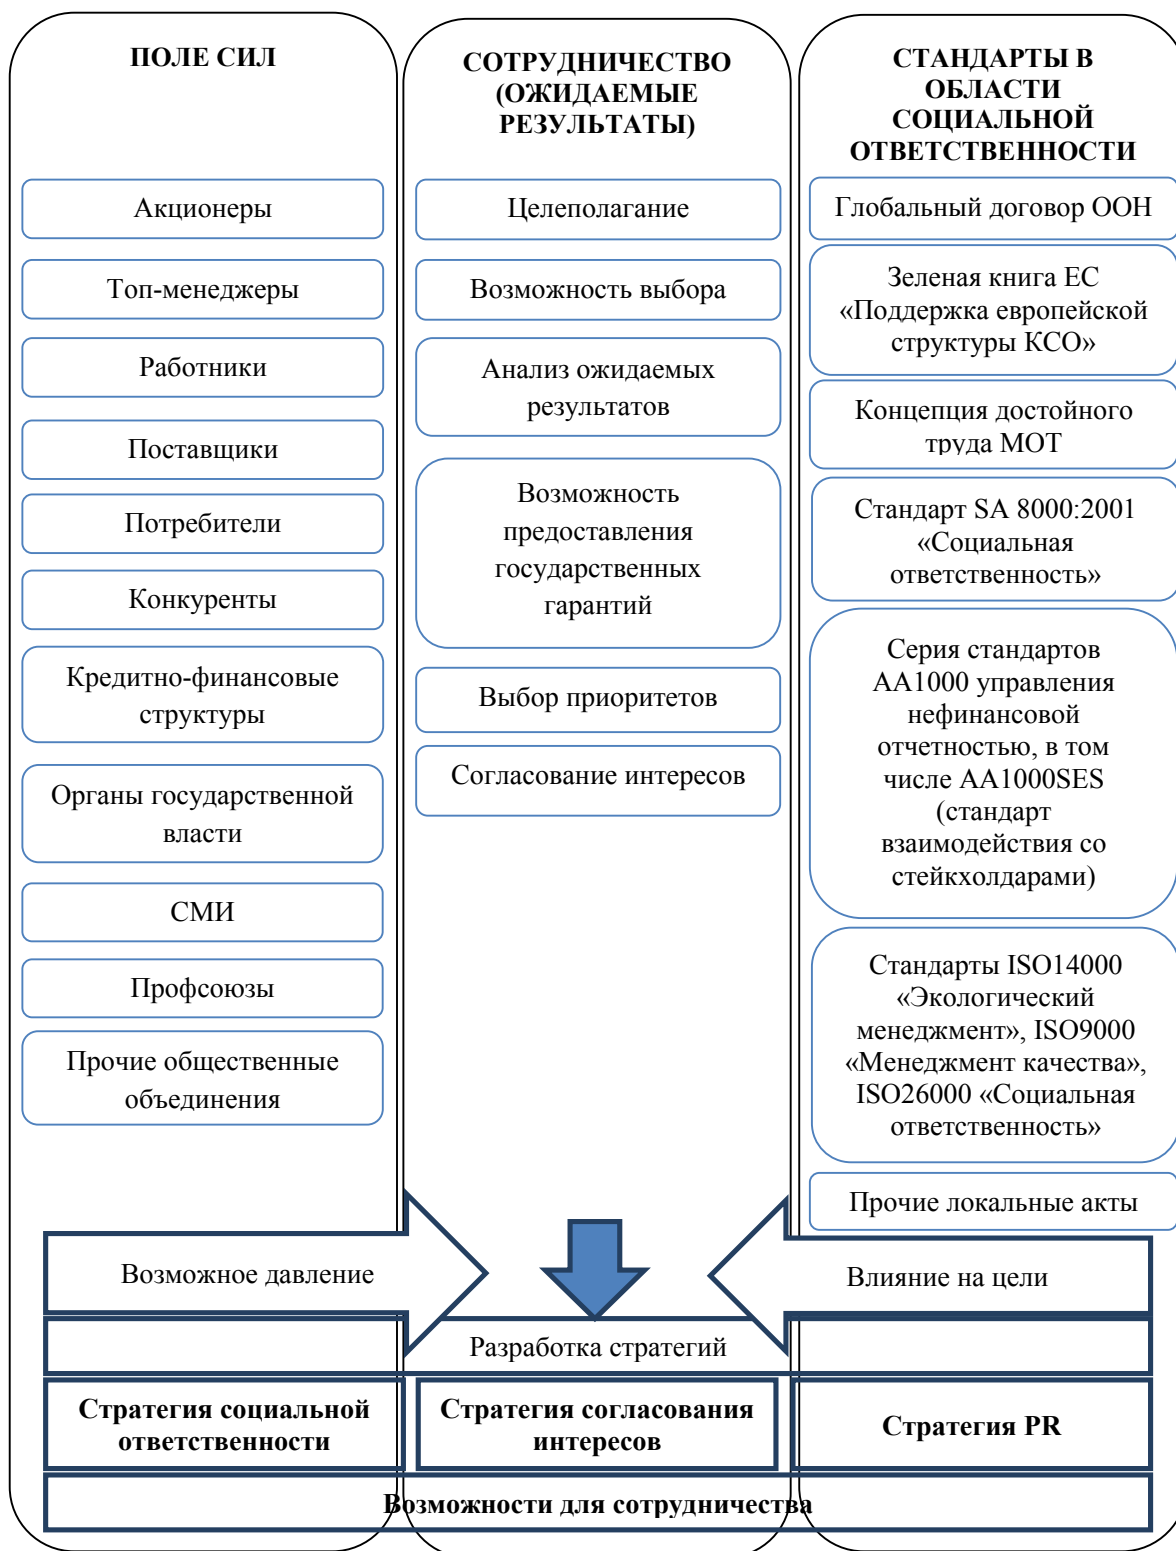 ПОЛЕ СИЛ
Акционеры
Топ-менеджеры
Работники
Поставщики
Потребители
Конкуренты
Кредитно-финансовые
структуры
Органы государственной
власти
СМИ
Профсоюзы
Прочие общественные
объединения
СОТРУДНИЧЕСТВО
(ОЖИДАЕМЫЕ
РЕЗУЛЬТАТЫ)
Целеполагание
Возможность выбора
Анализ ожидаемых
результатов
Возможность
предоставления
государственных
гарантий
Выбор приоритетов
Согласование интересов
СТАНДАРТЫ В
ОБЛАСТИ
СОЦИАЛЬНОЙ
ОТВЕТСТВЕННОСТИ
Глобальный договор ООН
Зеленая книга ЕС
«Поддержка европейской
структуры КСО»
Концепция достойного
труда МОТ
Стандарт SA 8000:2001
«Социальная
ответственность»
Серия стандартов
АА1000 управления
нефинансовой
отчетностью, в том
числе AA1000SES
(стандарт
взаимодействия со
стейкхолдарами)
Стандарты ISO14000
«Экологический
менеджмент», ISO9000
«Менеджмент качества»,
ISO26000 «Социальная
ответственность»
Прочие локальные акты
Возможное давление
Влияние на цели
Разработка стратегий
Стратегия социальной
ответственности
Стратегия согласования
интересов
Стратегия PR
Возможности для сотрудничества